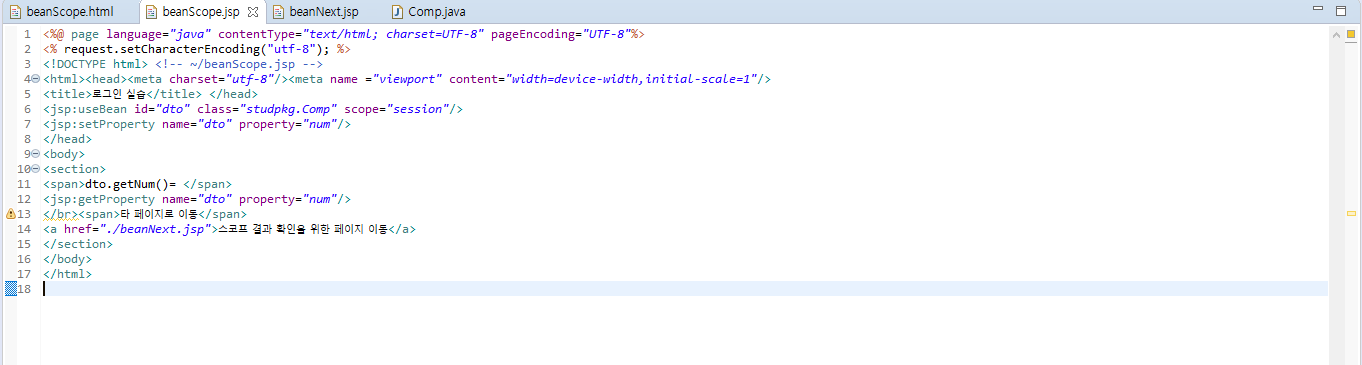 beanScope.html beanScope.jsp beanNext.jsp Comp.java
1 <%@ page language="java" contentType="text/html; charset=UTF-8" pageEncoding="UTF-8"%>
2 <% request.setCharacterEncoding("utf-8"); %>
3 <!DOCTYPE html> <!-- ~/beanScope.jsp -->
4 <html><head><meta charset="utf-8"/><meta name ="viewport" content="width=device-width,initial-scale=1"/>
5 <title>로그인 실습</title> </head>
6 <jsp:useBean id="dto" class="studpkg.Comp" scope="session"/>
7 <jsp:setProperty name="dto" property="num"/>
8 </head>
9 <body>
10 <section>
11 <span>dto.getNum()= </span>
12 <jsp:getProperty name="dto" property="num"/>
13 </br><span>타 페이지로 이동</span>
14 <a href="./beanNext.jsp">스코프 결과 확인을 위한 페이지 이동</a>
15 </section>
16 </body>
17 </html>
18